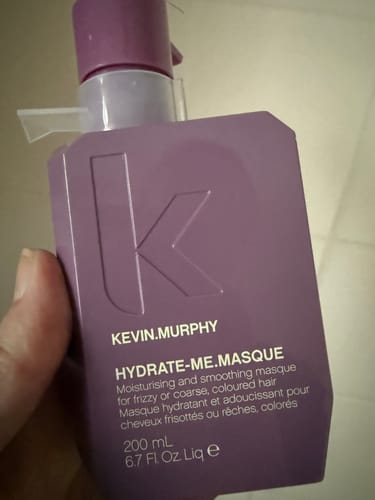 k
KEVIN.MURPHY
HYDRATE-ME.MASQUE
Moisturising and smoothing masque
for frizzy or coarse, coloured hair
Masque hydratant et adoucissant pour
cheveux frisottés ou rêches, colorés
200 mL
6.7 Fl. Oz. Liq e